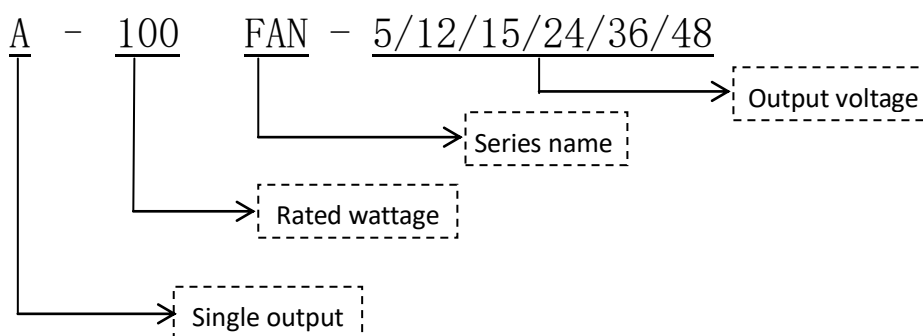 A - 100 FAN - 5/12/15/24/36/48
Output voltage
Series name
Rated wattage
Single output